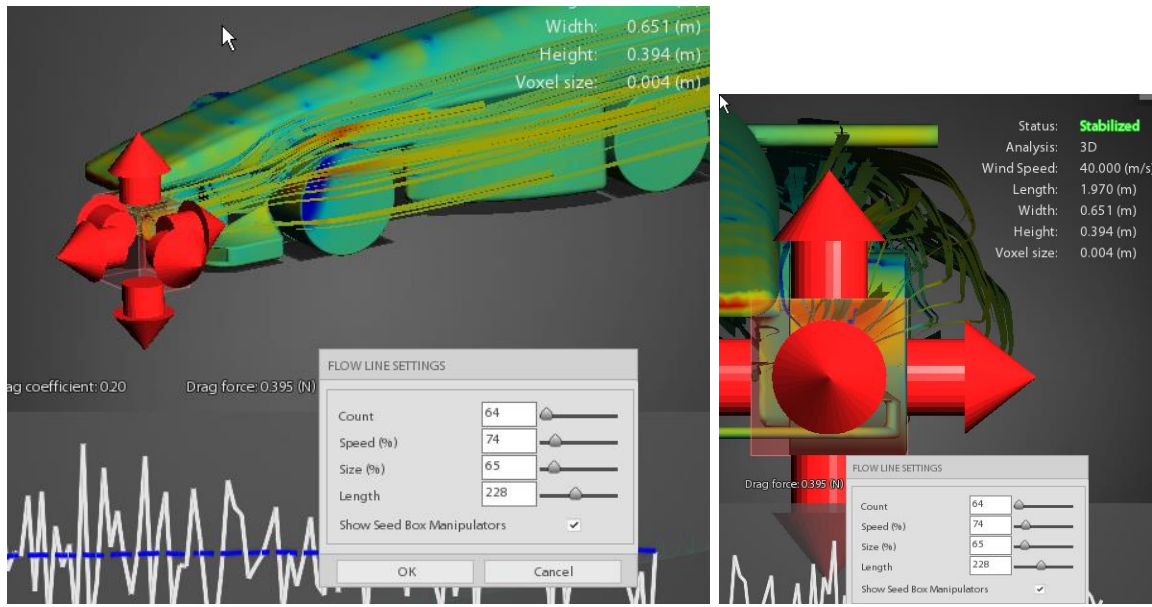 Width: 0.651 (m)
Height: 0.394 (m)
Voxel size: 0.004 (m)
ag coefficient: 0.20 Drag force: 0.395 (N)
FLOW LINE SETTINGS
Count 64
Speed (%) 74
Size (%) 65
Length 228
Show Seed Box Manipulators
OK Cancel
Status: Stabilized
Analysis: 3D
Wind Speed: 40.000 (m/s
Length: 1.970 (m)
Width: 0.651 (m)
Height: 0.394 (m)
Voxel size: 0.004 (m)
Drag force: 0.395 (N)
FLOW LINE SETTINGS
Count 64
Speed (%) 74
Size (%) 65
Length 228
Show Seed Box Manipulators